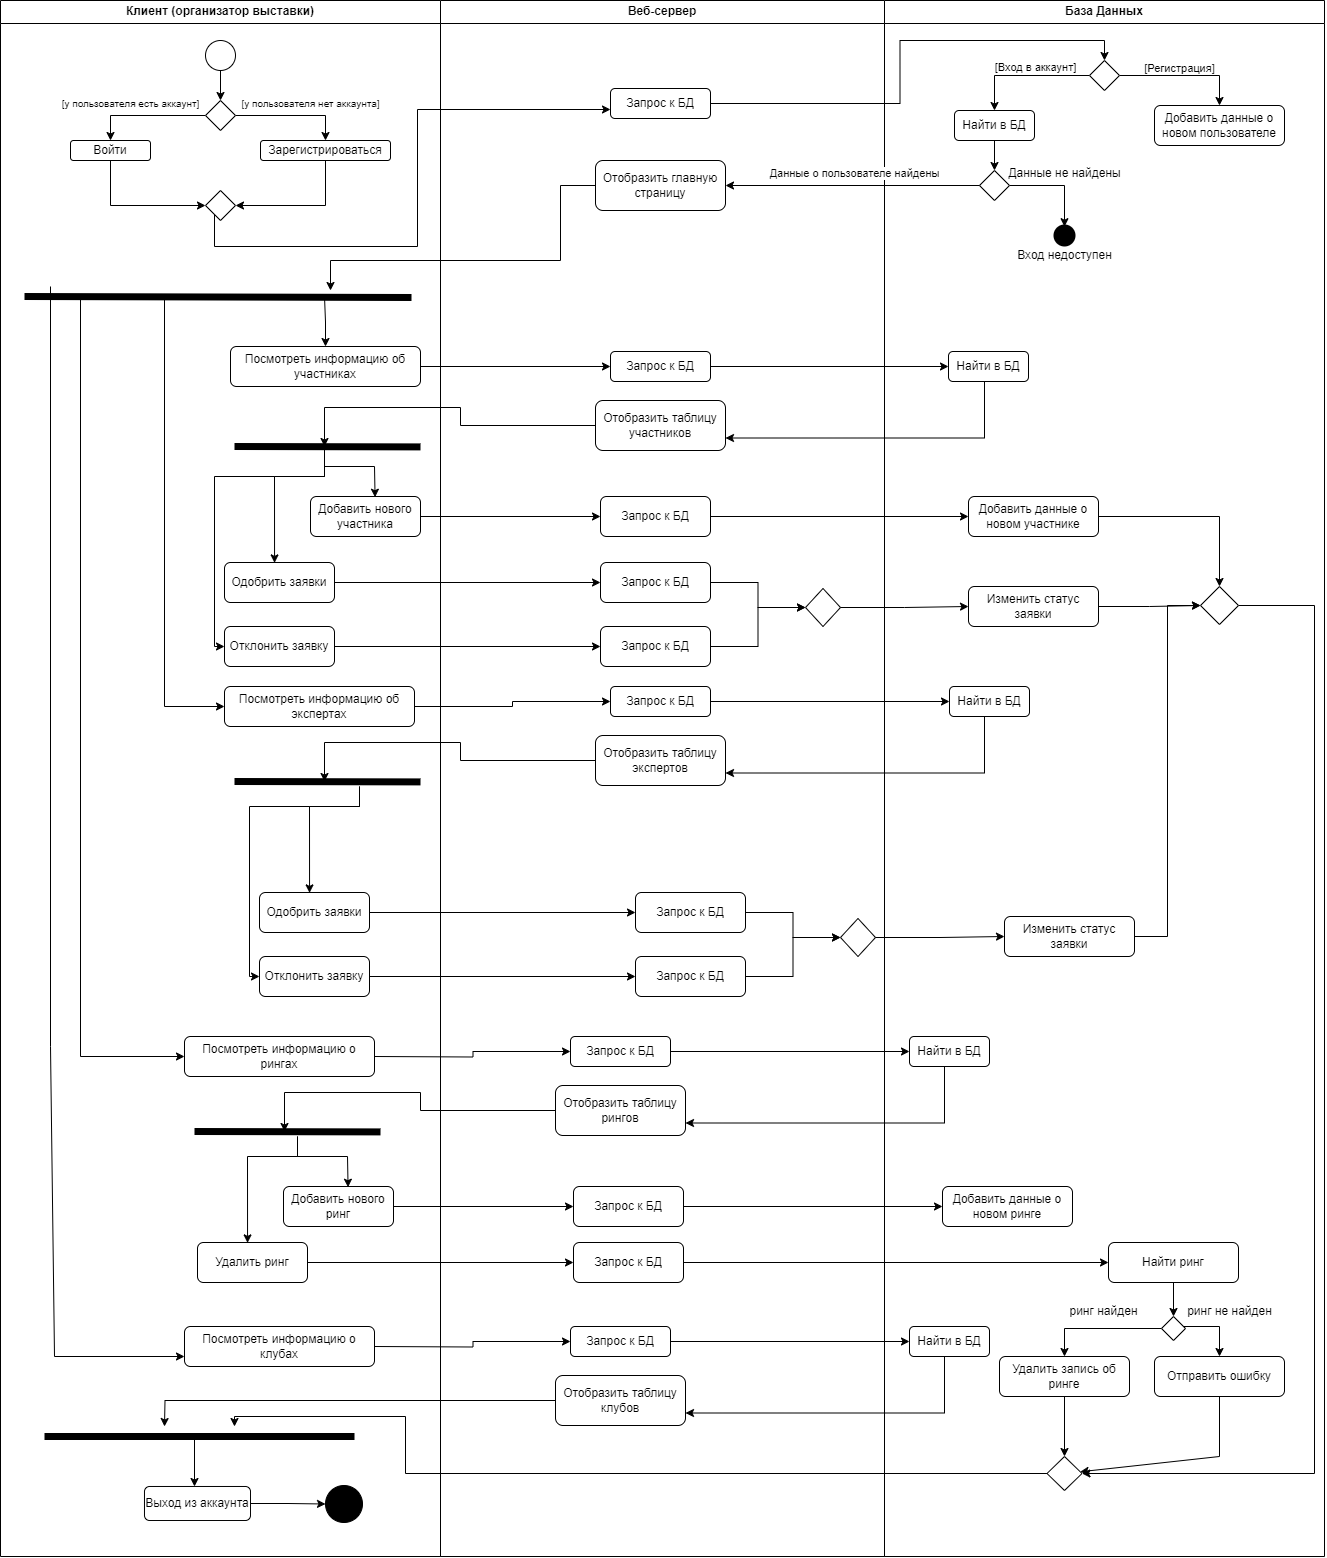 Клиент (организатор выставки)
Веб-сервер
База Данных
[у пользователя есть аккаунт]
[у пользователя нет аккаунта]
Войти
Зарегистрироваться
Запрос к БД
[Вход в аккаунт]
[Регистрация]
Найти в БД
Добавить данные о
новом пользователе
Отобразить главную
страницу
Данные о пользователе найдены
Данные не найдены
Вход недоступен
Посмотреть информацию об
участниках
Запрос к БД
Найти в БД
Отобразить таблицу
участников
Добавить нового
участника
Запрос к БД
Добавить данные о
новом участнике
Одобрить заявки
Запрос к БД
Изменить статус
заявки
Отклонить заявку
Запрос к БД
Посмотреть информацию об
экспертах
Запрос к БД
Найти в БД
Отобразить таблицу
экспертов
Одобрить заявки
Запрос к БД
Изменить статус
заявки
Отклонить заявку
Запрос к БД
Посмотреть информацию о
рингах
Запрос к БД
Найти в БД
Отобразить таблицу
рингов
Добавить нового
ринг
Запрос к БД
Добавить данные о
новом ринге
Удалить ринг
Запрос к БД
Найти ринг
ринг найден
ринг не найден
Посмотреть информацию о
клубах
Запрос к БД
Найти в БД
Удалить запись об
ринге
Отправить ошибку
Отобразить таблицу
клубов
Выход из аккаунта